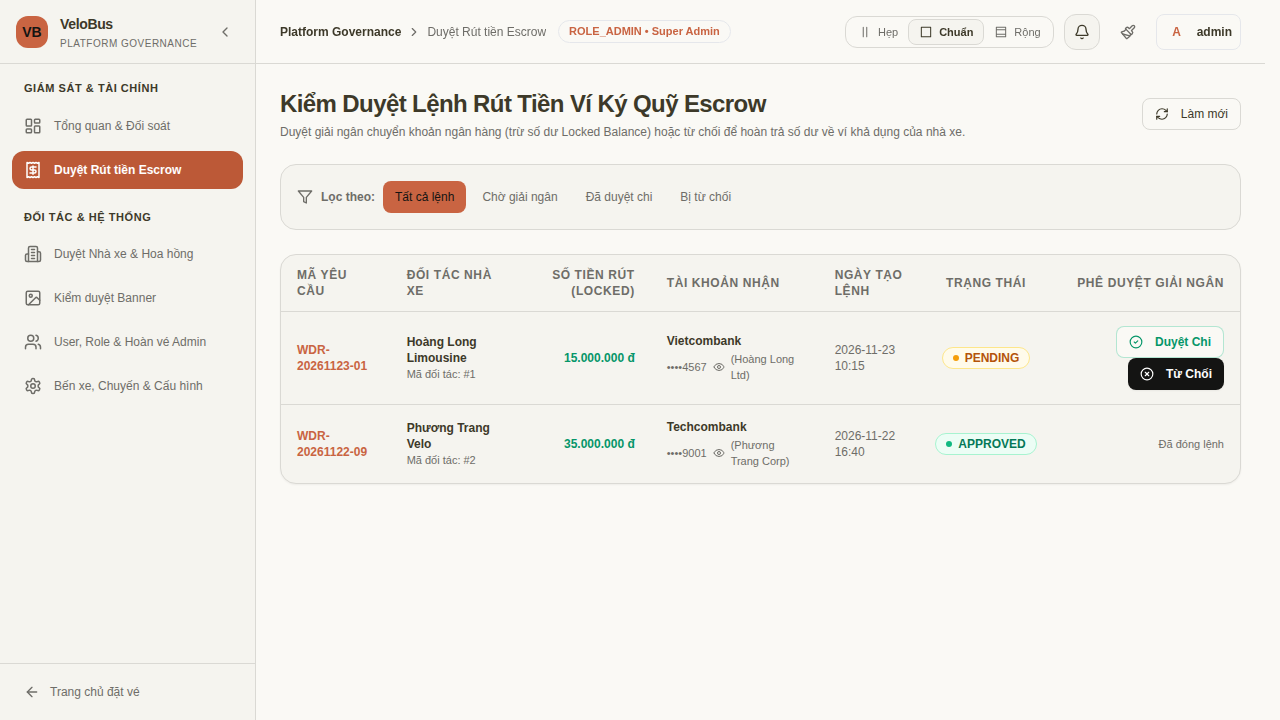 VB
VeloBus
PLATFORM GOVERNANCE
GIÁM SÁT & TÀI CHÍNH
Tổng quan & Đối soát
Duyệt Rút tiền Escrow
ĐỐI TÁC & HỆ THỐNG
Duyệt Nhà xe & Hoa hồng
Kiểm duyệt Banner
User, Role & Hoàn vé Admin
Bến xe, Chuyến & Cấu hình
Trang chủ đặt vé
Platform Governance
Duyệt Rút tiền Escrow
ROLE_ADMIN • Super Admin
Hẹp
Chuẩn
Rộng
A
admin
Kiểm Duyệt Lệnh Rút Tiền Ví Ký Quỹ Escrow
Duyệt giải ngân chuyển khoản ngân hàng (trừ số dư Locked Balance) hoặc từ chối để hoàn trả số dư về ví khả dụng của nhà xe.
Làm mới
Lọc theo:
Tất cả lệnh
Chờ giải ngân
Đã duyệt chi
Bị từ chối
MÃ YÊU
CẦU
ĐỐI TÁC NHÀ
XE
SỐ TIỀN RÚT
(LOCKED)
TÀI KHOẢN NHẬN
NGÀY TẠO
LỆNH
TRẠNG THÁI
PHÊ DUYỆT GIẢI NGÂN
WDR-
20261123-01
Hoàng Long
Limousine
Mã đối tác: #1
15.000.000 đ
Vietcombank
••••4567
(Hoàng Long
Ltd)
2026-11-23
10:15
PENDING
Duyệt Chi
Từ Chối
WDR-
20261122-09
Phương Trang
Velo
Mã đối tác: #2
35.000.000 đ
Techcombank
••••9001
(Phương
Trang Corp)
2026-11-22
16:40
APPROVED
Đã đóng lệnh